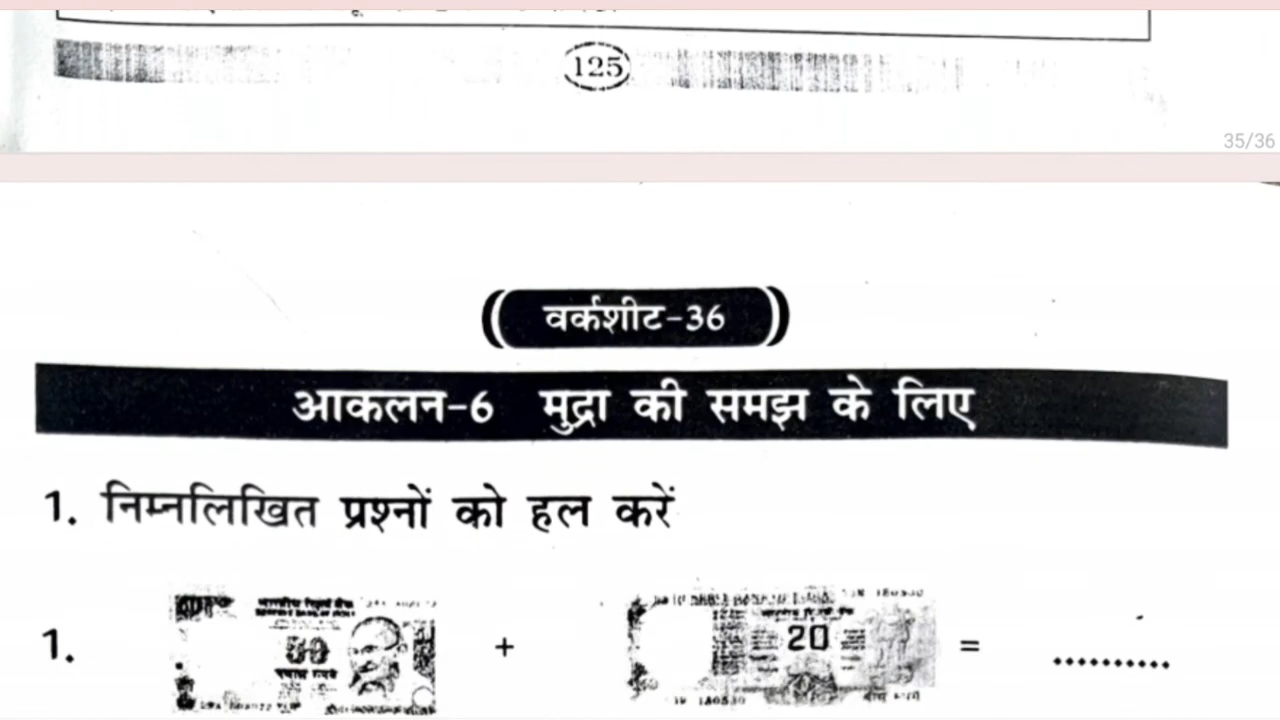 125
35/36
वर्कशीट-36
आकलन-6 मुद्रा की समझ के लिए
1. निम्नलिखित प्रश्नों को हल करें
1. 50 + 20 = ..........